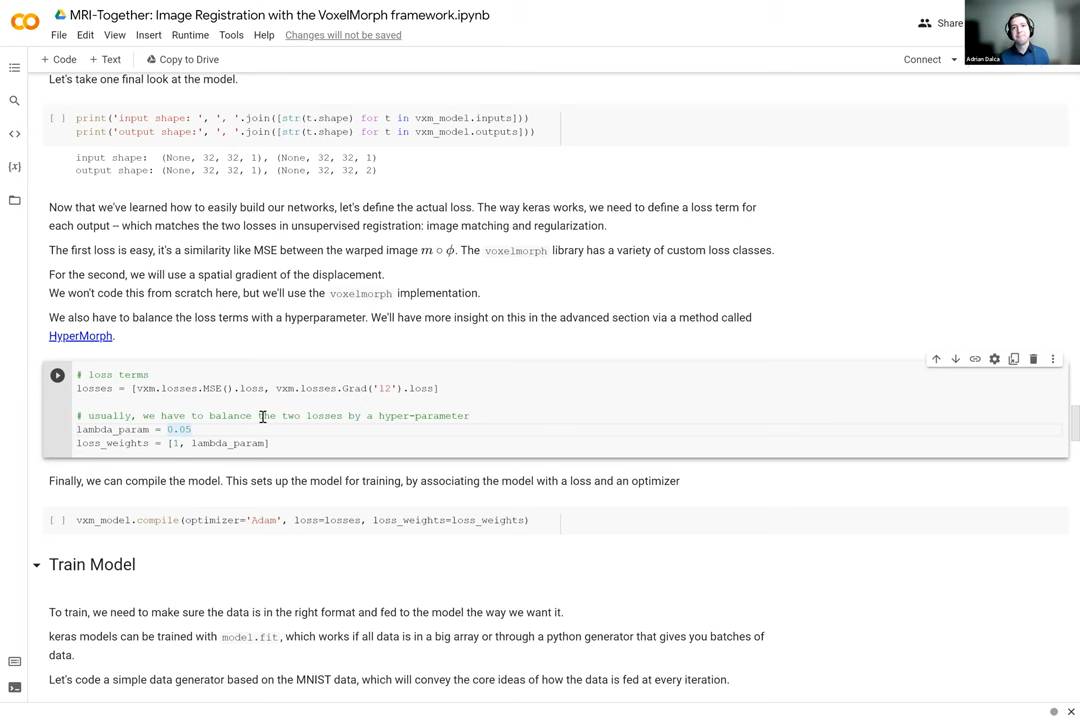 MRI-Together: Image Registration with the VoxelMorph framework.ipynb
File Edit View Insert Runtime Tools Help Changes will not be saved
Share
Adrian Dalca
+ Code + Text Copy to Drive
Connect
Let's take one final look at the model.
[ ] print('input shape: ', ', '.join([str(t.shape) for t in vxm_model.inputs]))
print('output shape:', ', '.join([str(t.shape) for t in vxm_model.outputs]))
input shape: (None, 32, 32, 1), (None, 32, 32, 1)
output shape: (None, 32, 32, 1), (None, 32, 32, 2)
Now that we've learned how to easily build our networks, let's define the actual loss. The way keras works, we need to define a loss term for
each output -- which matches the two losses in unsupervised registration: image matching and regularization.
The first loss is easy, it's a similarity like MSE between the warped image m ∘ ϕ. The voxelmorph library has a variety of custom loss classes.
For the second, we will use a spatial gradient of the displacement.
We won't code this from scratch here, but we'll use the voxelmorph implementation.
We also have to balance the loss terms with a hyperparameter. We'll have more insight on this in the advanced section via a method called
HyperMorph.
# loss terms
losses = [vxm.losses.MSE().loss, vxm.losses.Grad('l2').loss]
# usually, we have to balance the two losses by a hyper-parameter
lambda_param = 0.05
loss_weights = [1, lambda_param]
Finally, we can compile the model. This sets up the model for training, by associating the model with a loss and an optimizer
[ ] vxm_model.compile(optimizer='Adam', loss=losses, loss_weights=loss_weights)
Train Model
To train, we need to make sure the data is in the right format and fed to the model the way we want it.
keras models can be trained with model.fit, which works if all data is in a big array or through a python generator that gives you batches of
data.
Let's code a simple data generator based on the MNIST data, which will convey the core ideas of how the data is fed at every iteration.